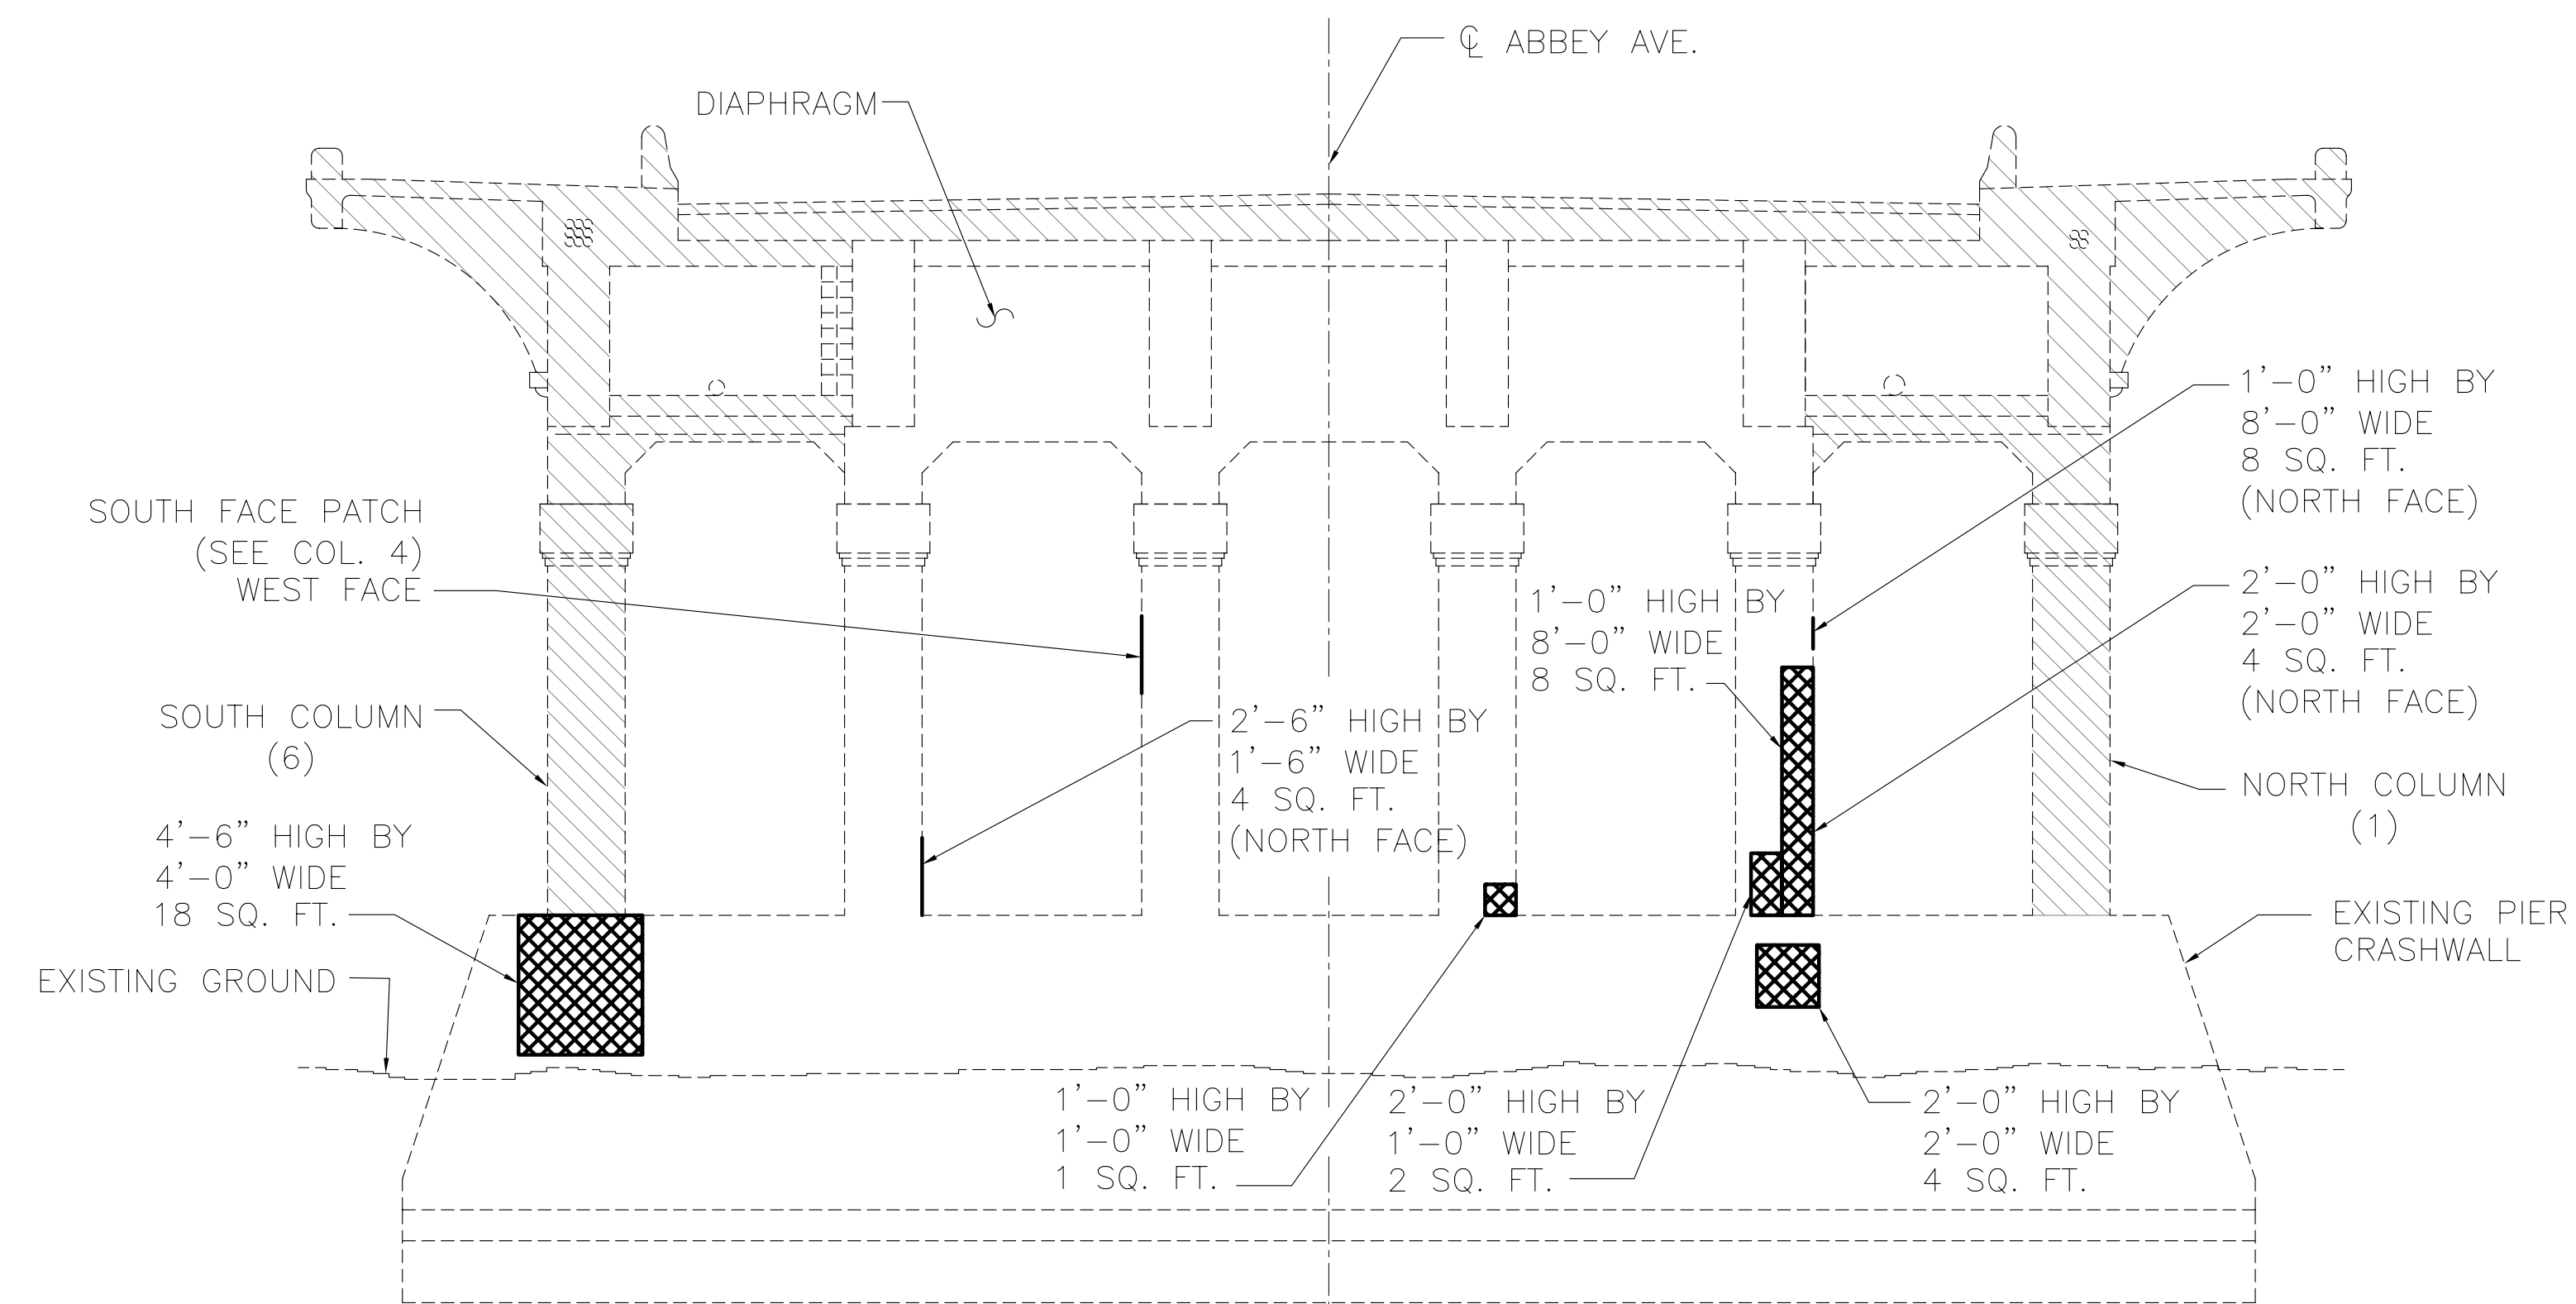 ℄ ABBEY AVE.
DIAPHRAGM
1'-0" HIGH BY
8'-0" WIDE
8 SQ. FT.
(NORTH FACE)
SOUTH FACE PATCH
(SEE COL. 4)
WEST FACE
2'-0" HIGH BY
2'-0" WIDE
4 SQ. FT.
(NORTH FACE)
1'-0" HIGH BY
8'-0" WIDE
8 SQ. FT.
SOUTH COLUMN
(6)
2'-6" HIGH BY
1'-6" WIDE
4 SQ. FT.
(NORTH FACE)
NORTH COLUMN
(1)
4'-6" HIGH BY
4'-0" WIDE
18 SQ. FT.
EXISTING PIER
CRASHWALL
EXISTING GROUND
1'-0" HIGH BY
1'-0" WIDE
1 SQ. FT.
2'-0" HIGH BY
1'-0" WIDE
2 SQ. FT.
2'-0" HIGH BY
2'-0" WIDE
4 SQ. FT.